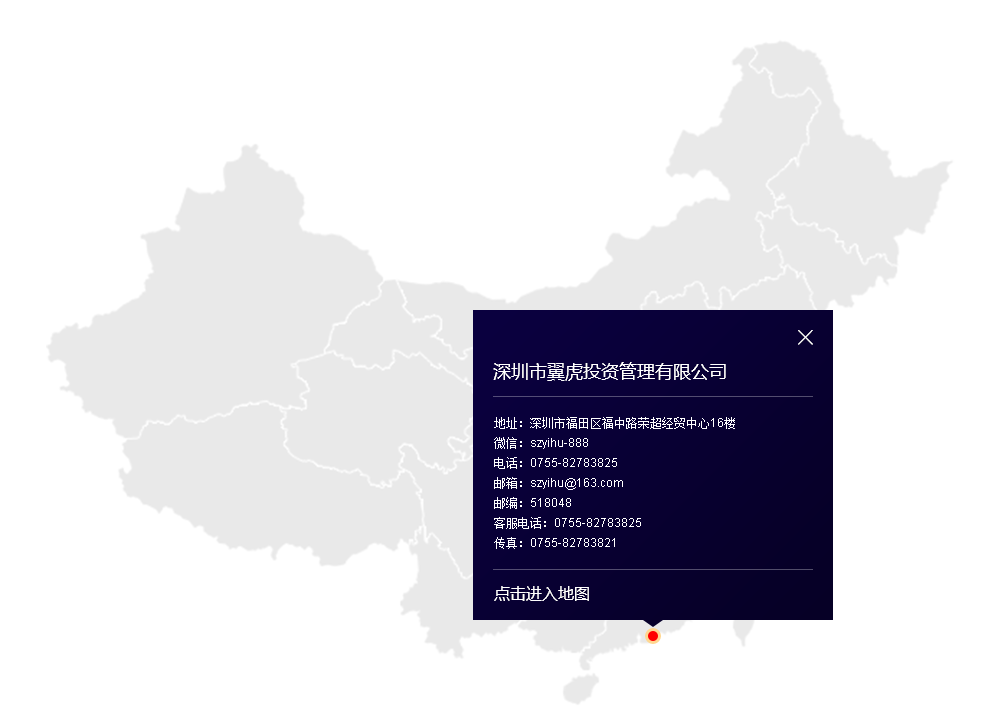 深圳市翼虎投资管理有限公司
地址：深圳市福田区福中路荣超经贸中心16楼
微信：szyihu-888
电话：0755-82783825
邮箱：szyihu@163.com
邮编：518048
客服电话：0755-82783825
传真：0755-82783821
点击进入地图